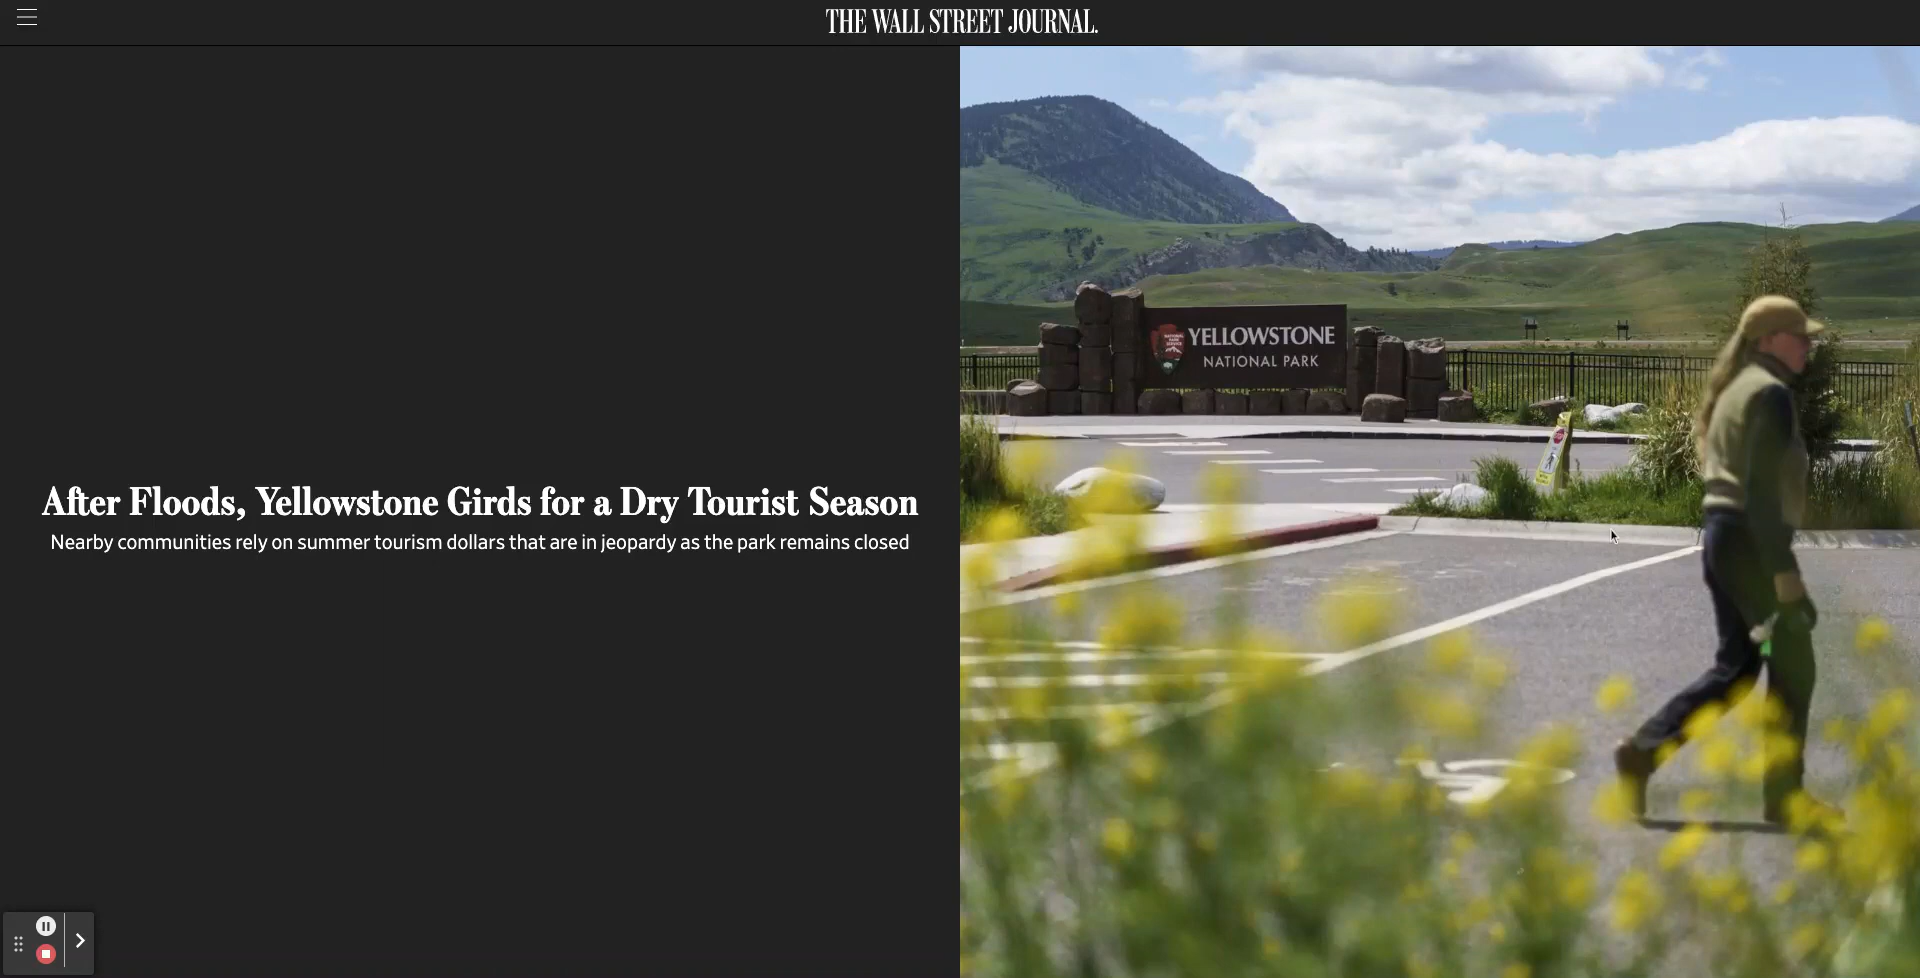 THE WALL STREET JOURNAL.
After Floods, Yellowstone Girds for a Dry Tourist Season
Nearby communities rely on summer tourism dollars that are in jeopardy as the park remains closed
YELLOWSTONE
NATIONAL PARK